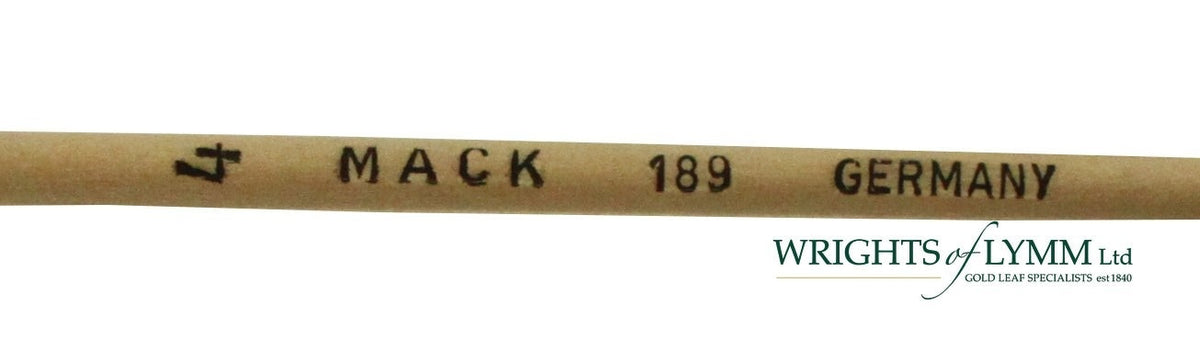 4 MACK 189 GERMANY
WRIGHTS of LYMM Ltd
GOLD LEAF SPECIALISTS est 1840